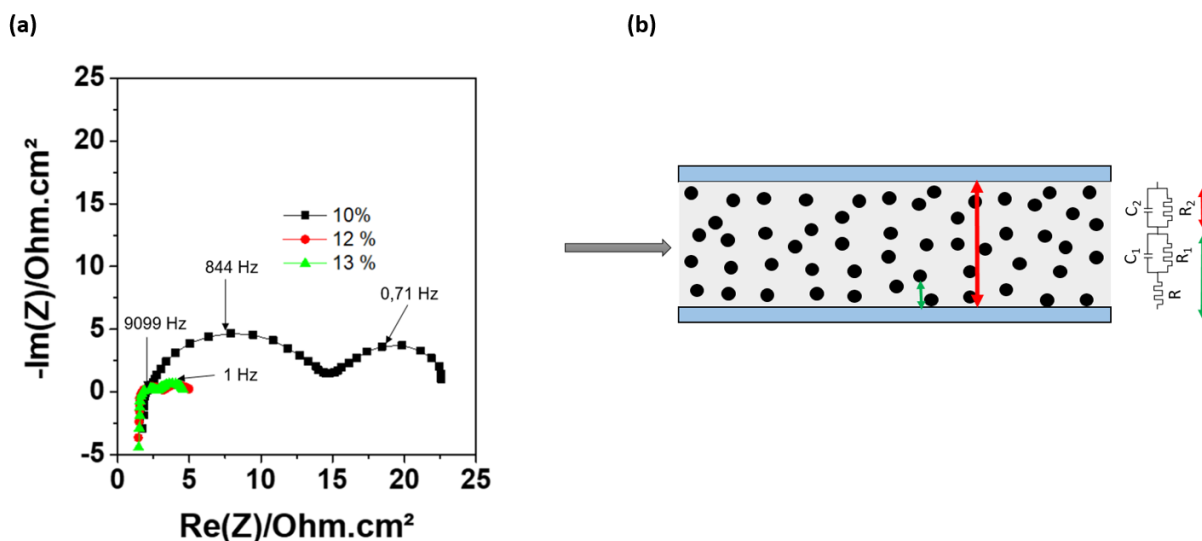 (a)
(b)
25
20
15
10
5
0
-5
-Im(Z)/Ohm.cm²
10%
12 %
13 %
844 Hz
0,71 Hz
9099 Hz
1 Hz
0
5
10
15
20
25
Re(Z)/Ohm.cm²
C2
R2
C1
R1
R